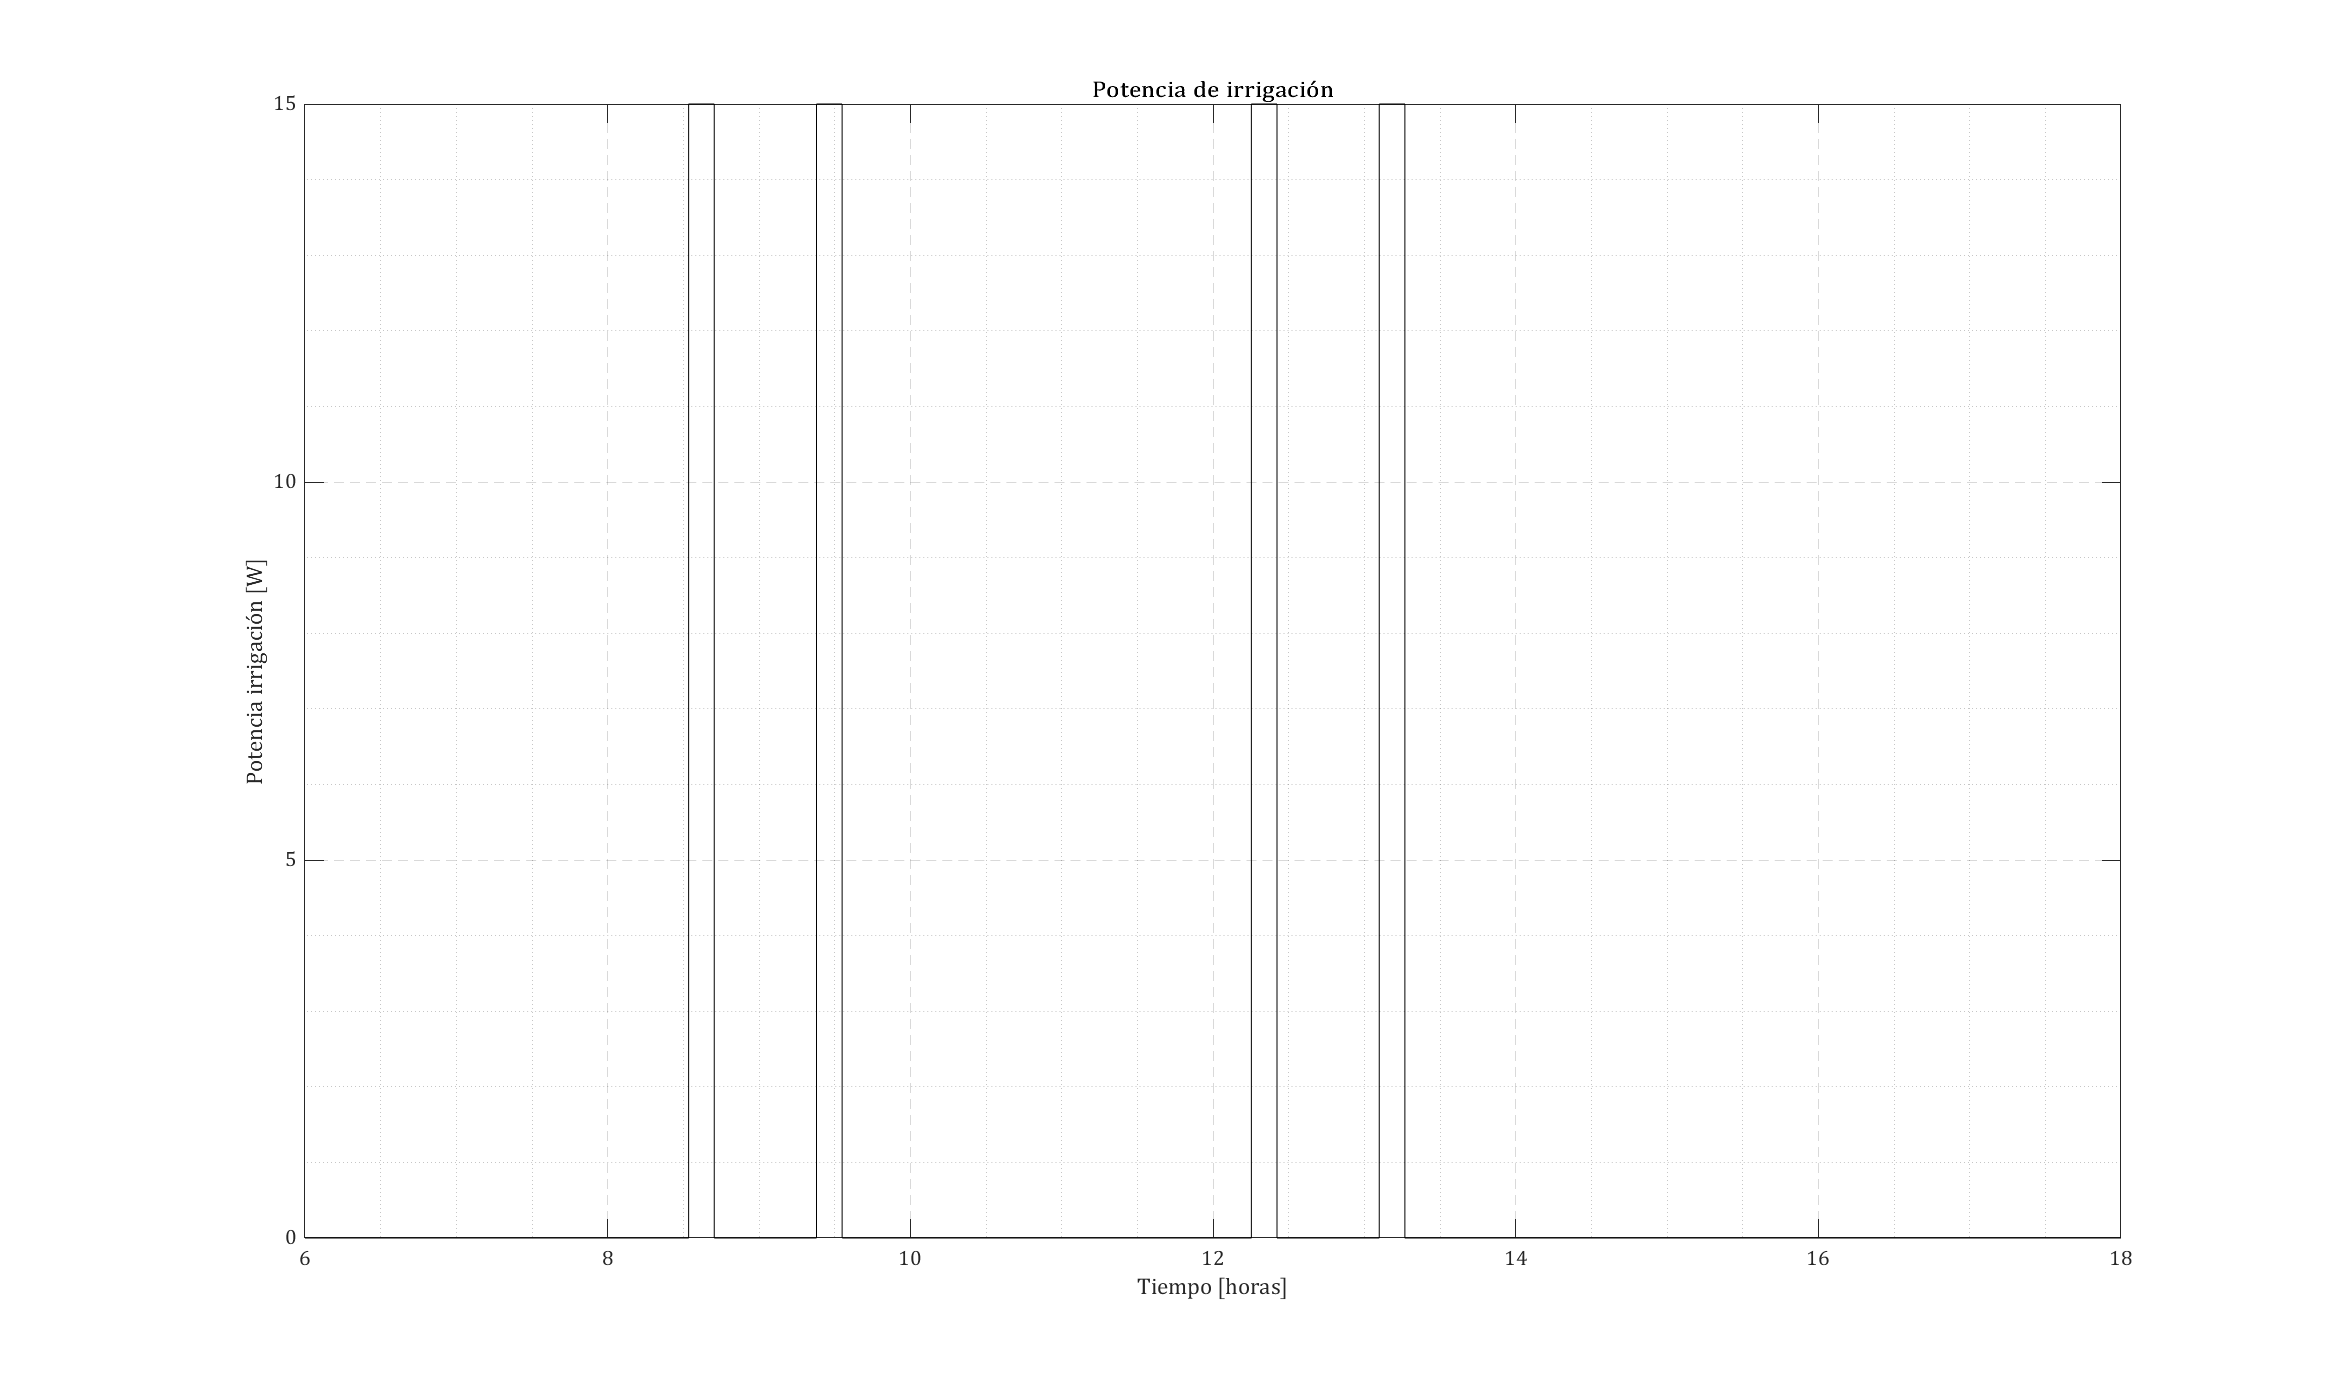 Potencia de irrigación
15
10
5
0
Potencia irrigación [W]
6 8 10 12 14 16 18
Tiempo [horas]